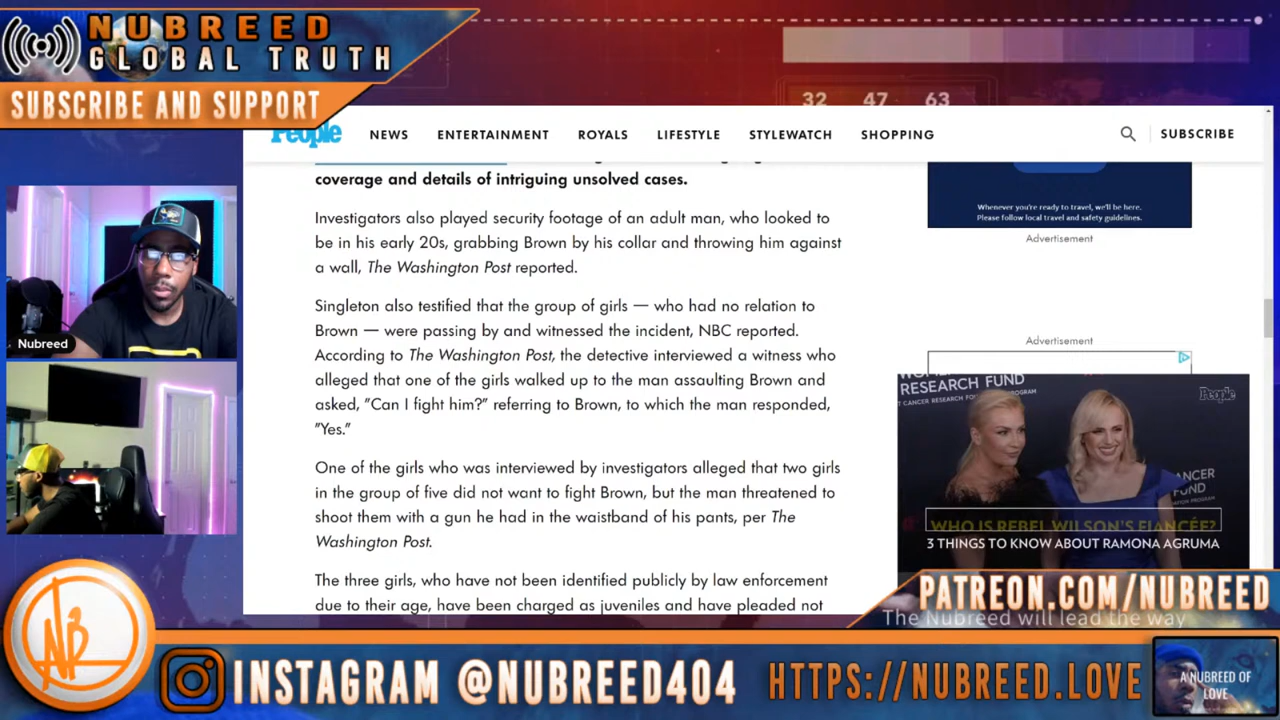 NUBREED
GLOBAL TRUTH
SUBSCRIBE AND SUPPORT
32 47 63
People
NEWS ENTERTAINMENT ROYALS LIFESTYLE STYLEWATCH SHOPPING
SUBSCRIBE
coverage and details of intriguing unsolved cases.
Investigators also played security footage of an adult man, who looked to
be in his early 20s, grabbing Brown by his collar and throwing him against
a wall, The Washington Post reported.
Singleton also testified that the group of girls — who had no relation to
Brown — were passing by and witnessed the incident, NBC reported.
According to The Washington Post, the detective interviewed a witness who
alleged that one of the girls walked up to the man assaulting Brown and
asked, "Can I fight him?" referring to Brown, to which the man responded,
"Yes."
One of the girls who was interviewed by investigators alleged that two girls
in the group of five did not want to fight Brown, but the man threatened to
shoot them with a gun he had in the waistband of his pants, per The
Washington Post.
The three girls, who have not been identified publicly by law enforcement
due to their age, have been charged as juveniles and have pleaded not
Whenever you're ready to travel, we'll be here.
Please follow local travel and safety guidelines.
Advertisement
Advertisement
RESEARCH FUND
CANCER RESEARCH FUND
People
CANCER
FUND
WHO IS REBEL WILSON'S FIANCÉE?
3 THINGS TO KNOW ABOUT RAMONA AGRUMA
Nubreed
PATREON.COM/NUBREED
The Nubreed will lead the way
INSTAGRAM @NUBREED404
HTTPS://NUBREED.LOVE
A NUBREED OF
LOVE